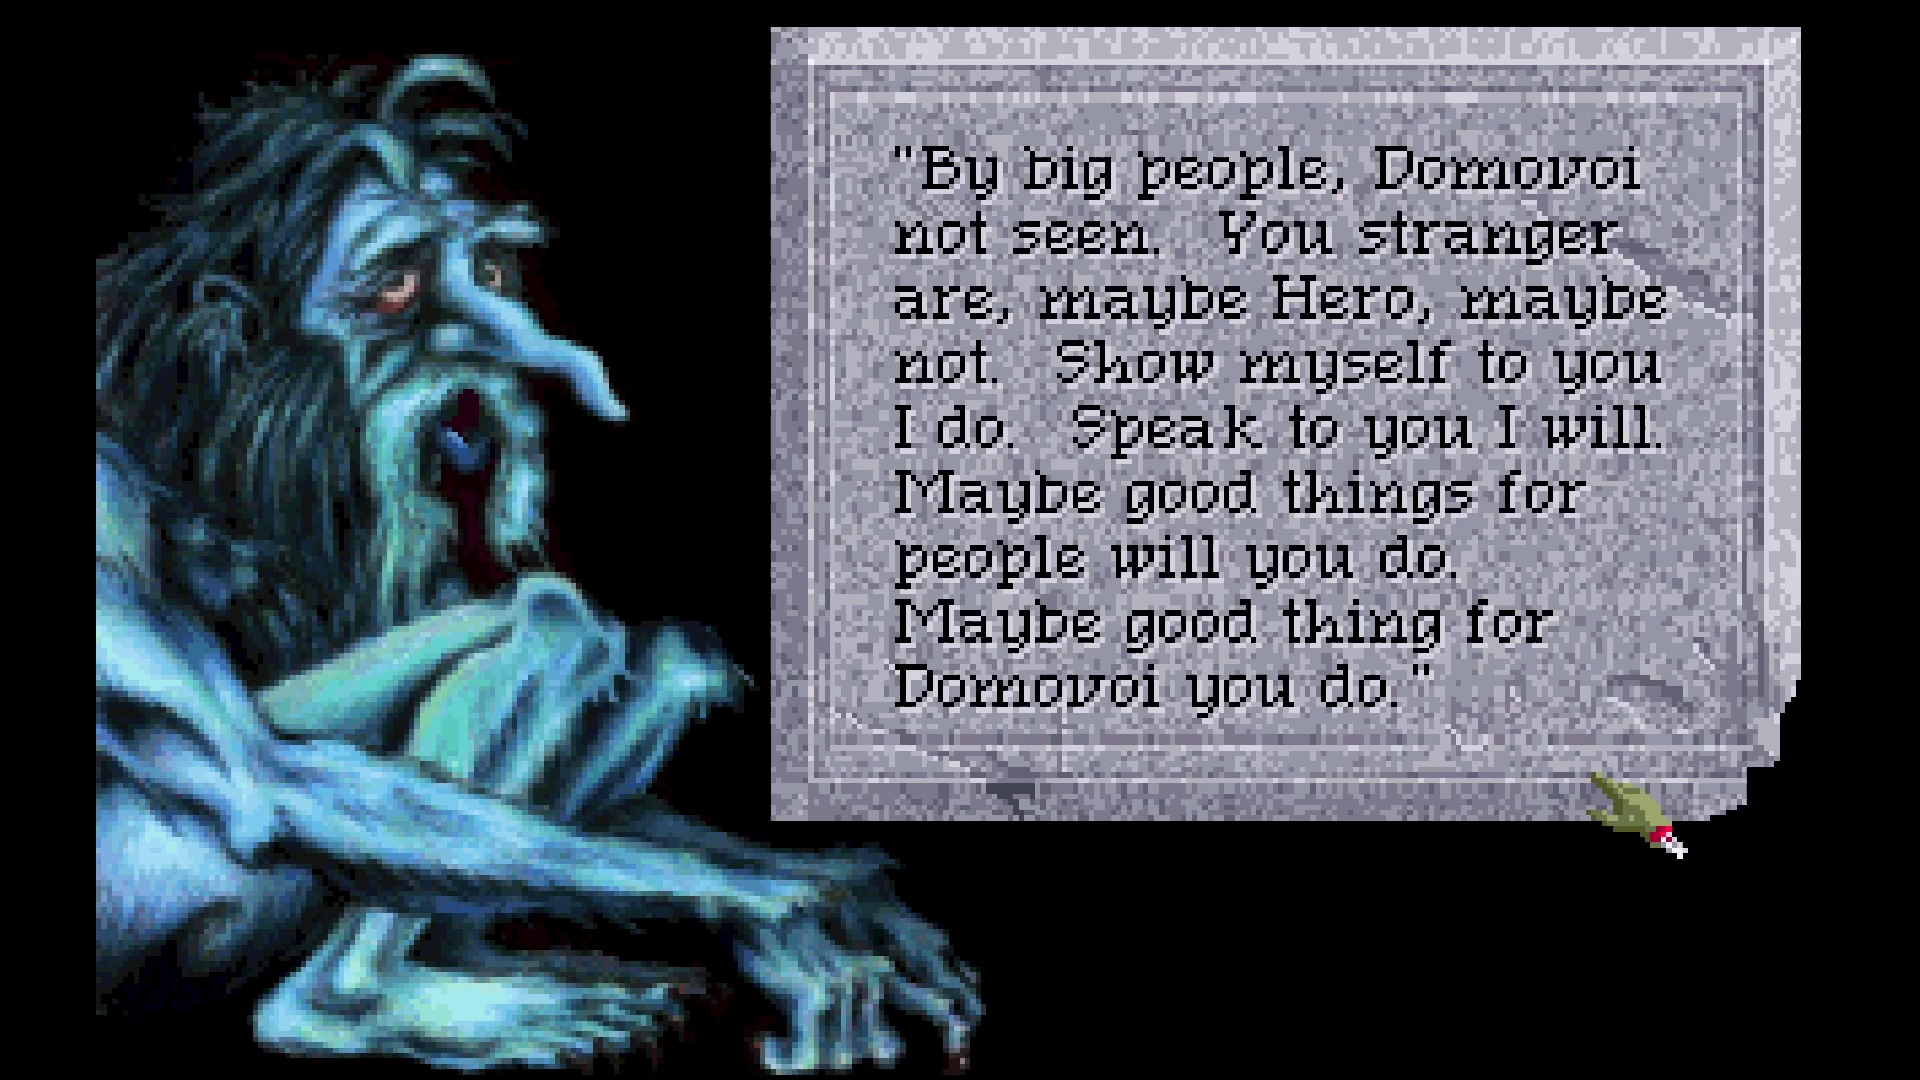 "By big people, Domovoi
not seen.  You stranger
are, maybe Hero, maybe
not.  Show myself to you
I do.  Speak to you I will.
Maybe good things for
people will you do.
Maybe good thing for
Domovoi you do."